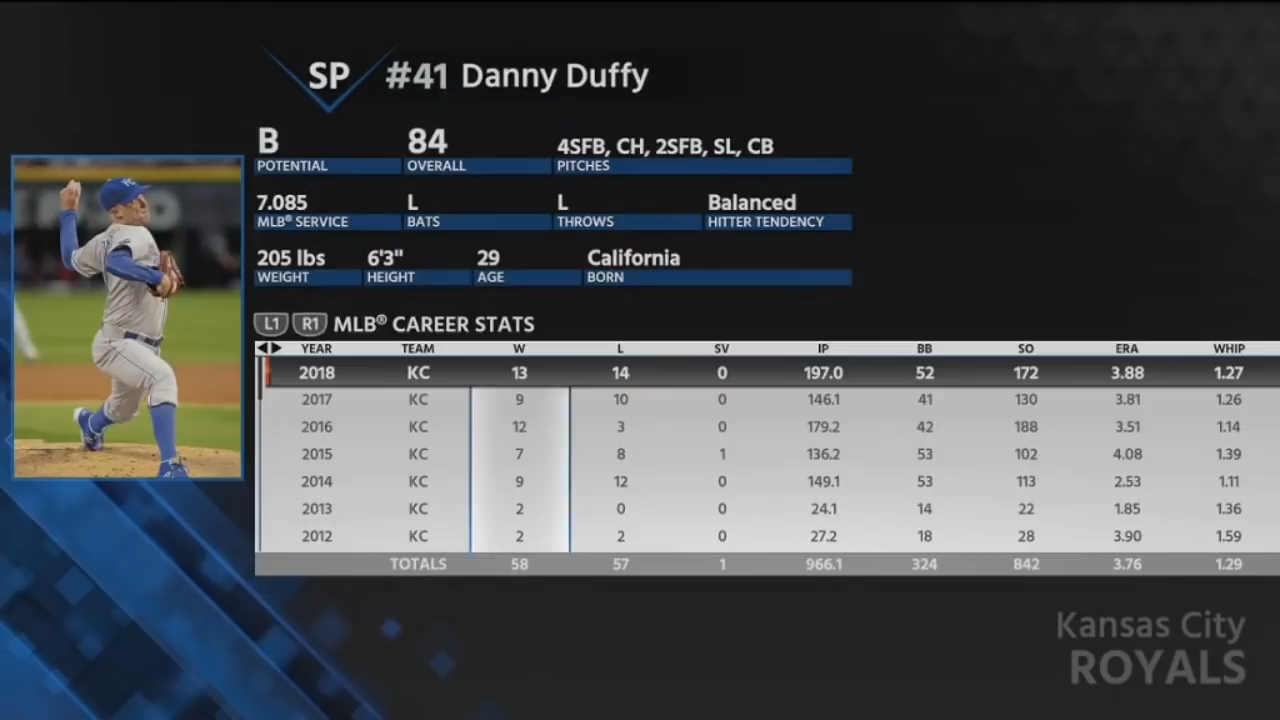 SP #41 Danny Duffy
B 84 4SFB, CH, 2SFB, SL, CB
POTENTIAL OVERALL PITCHES
7.085 L L Balanced
MLB® SERVICE BATS THROWS HITTER TENDENCY
205 lbs 6'3" 29 California
WEIGHT HEIGHT AGE BORN
L1 R1 MLB® CAREER STATS
YEAR TEAM W L SV IP BB SO ERA WHIP
2018 KC 13 14 0 197.0 52 172 3.88 1.27
2017 KC 9 10 0 146.1 41 130 3.81 1.26
2016 KC 12 3 0 179.2 42 188 3.51 1.14
2015 KC 7 8 1 136.2 53 102 4.08 1.39
2014 KC 9 12 0 149.1 53 113 2.53 1.11
2013 KC 2 0 0 24.1 14 22 1.85 1.36
2012 KC 2 2 0 27.2 18 28 3.90 1.59
TOTALS 58 57 1 966.1 324 842 3.76 1.29
Kansas City
ROYALS